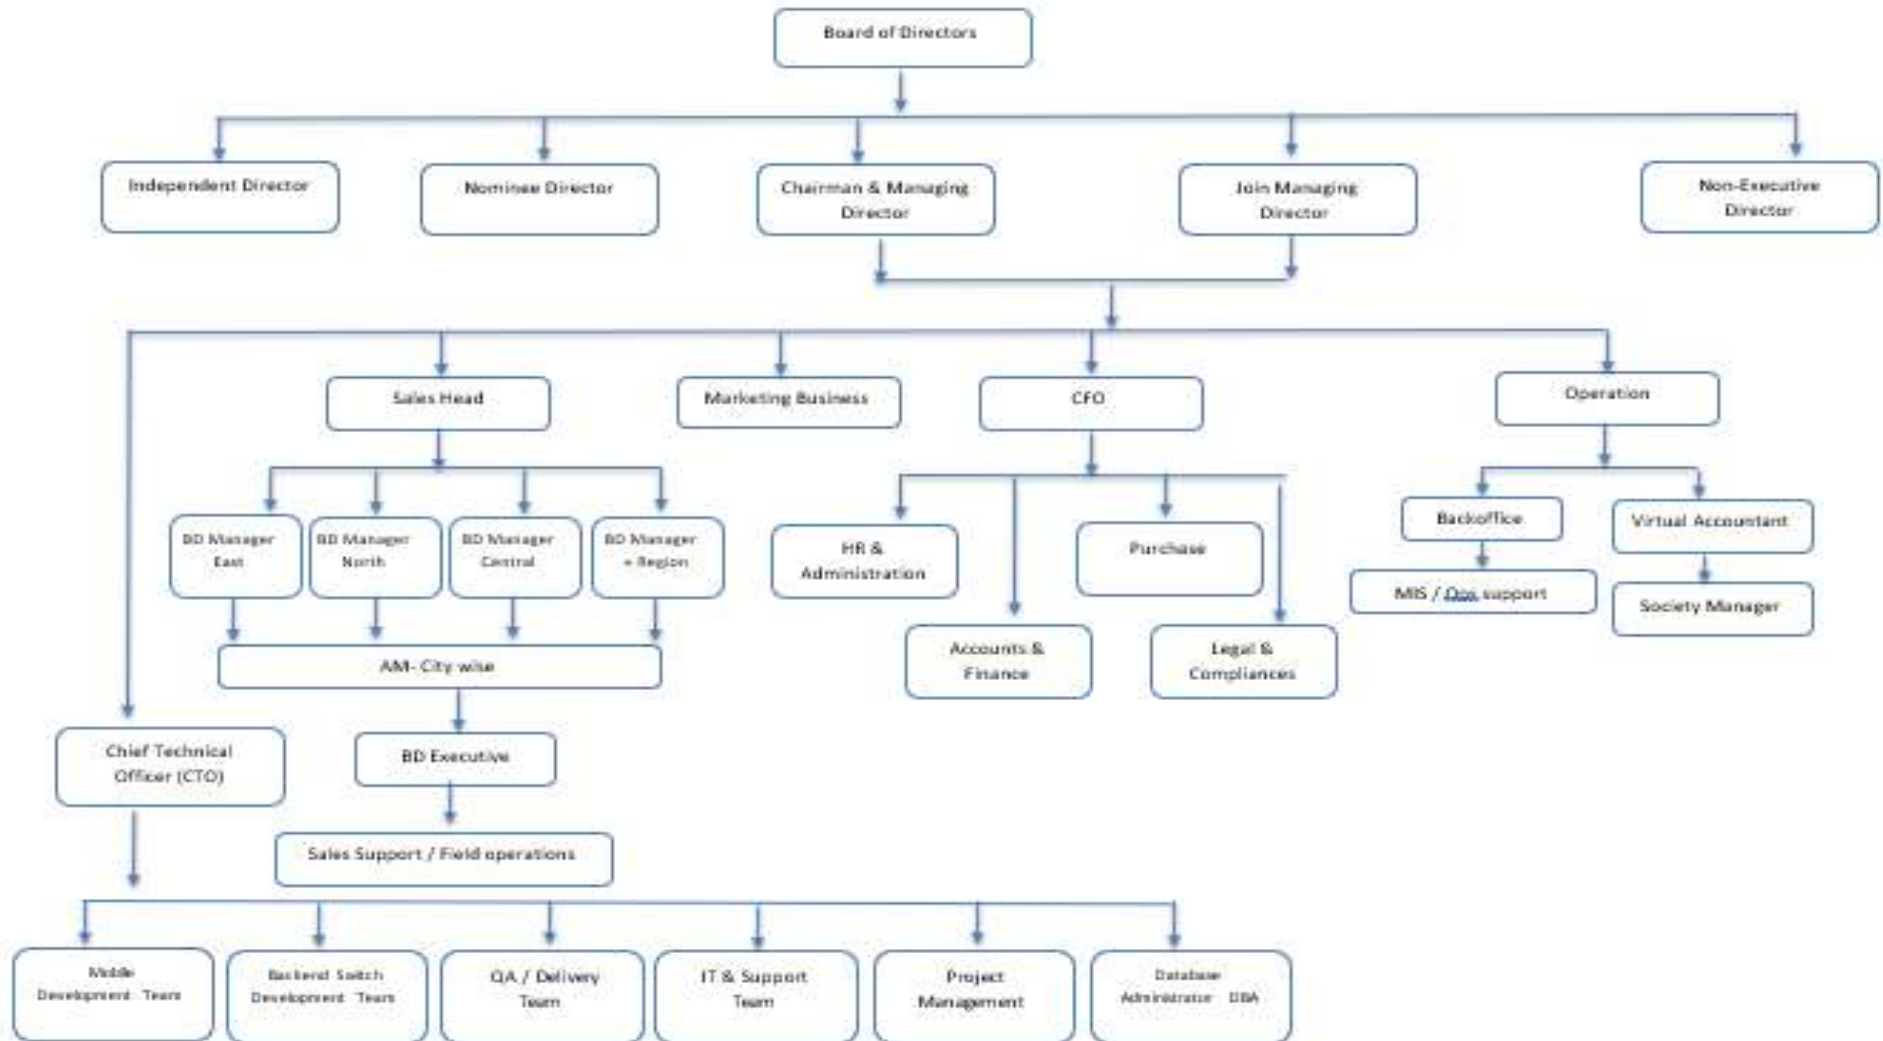 Board of Directors
Independent Director
Nominee Director
Chairman & Managing
Director
Join Managing
Director
Non-Executive
Director
Sales Head
Marketing Business
CFO
Operation
BD Manager
East
BD Manager
North
BD Manager
Central
BD Manager
+ Region
HR &
Administration
Purchase
Backoffice
Virtual Accountant
MIS / Ops support
Society Manager
Accounts &
Finance
Legal &
Compliances
AM- City wise
Chief Technical
Officer (CTO)
BD Executive
Sales Support / Field operations
Mobile
Development Team
Backend Switch
Development Team
QA / Delivery
Team
IT & Support
Team
Project
Management
Database
Administrator DBA